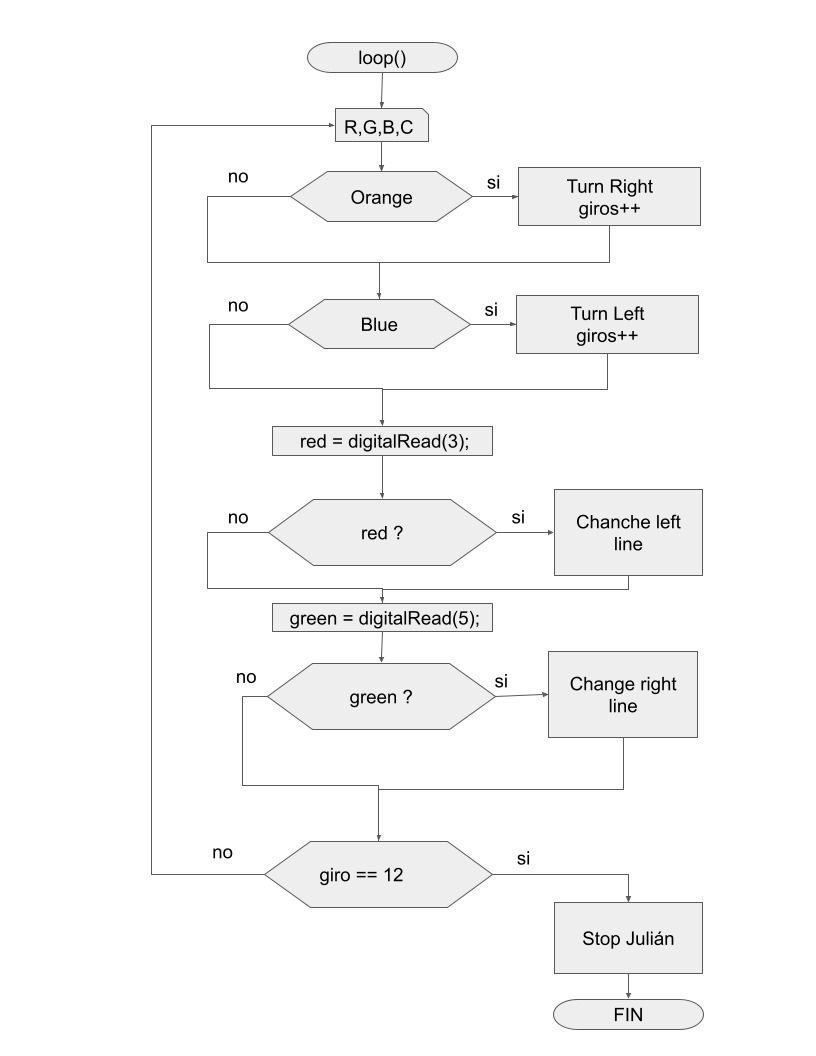 loop()
R,G,B,C
no
Orange
si
Turn Right
giros++
no
Blue
si
Turn Left
giros++
red = digitalRead(3);
no
red ?
si
Chanche left
line
green = digitalRead(5);
no
green ?
si
Change right
line
no
giro == 12
si
Stop Julián
FIN